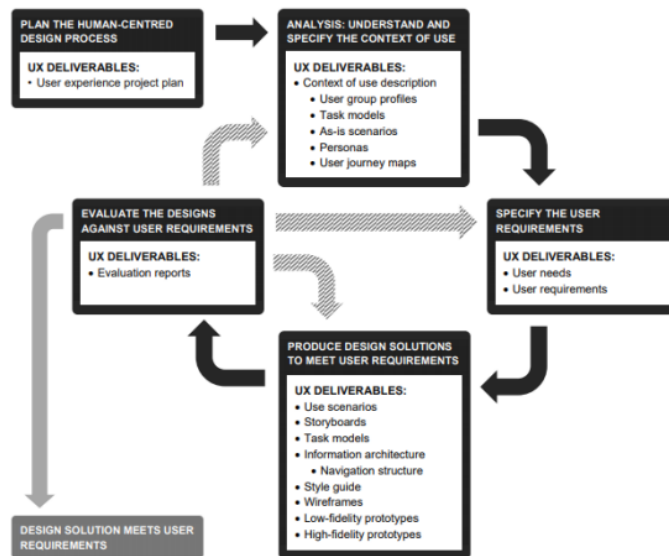 PLAN THE HUMAN-CENTRED
DESIGN PROCESS
UX DELIVERABLES:
• User experience project plan
ANALYSIS: UNDERSTAND AND
SPECIFY THE CONTEXT OF USE
UX DELIVERABLES:
• Context of use description
• User group profiles
• Task models
• As-is scenarios
• Personas
• User journey maps
EVALUATE THE DESIGNS
AGAINST USER REQUIREMENTS
UX DELIVERABLES:
• Evaluation reports
SPECIFY THE USER
REQUIREMENTS
UX DELIVERABLES:
• User needs
• User requirements
PRODUCE DESIGN SOLUTIONS
TO MEET USER REQUIREMENTS
UX DELIVERABLES:
• Use scenarios
• Storyboards
• Task models
• Information architecture
• Navigation structure
• Style guide
• Wireframes
• Low-fidelity prototypes
• High-fidelity prototypes
DESIGN SOLUTION MEETS USER
REQUIREMENTS